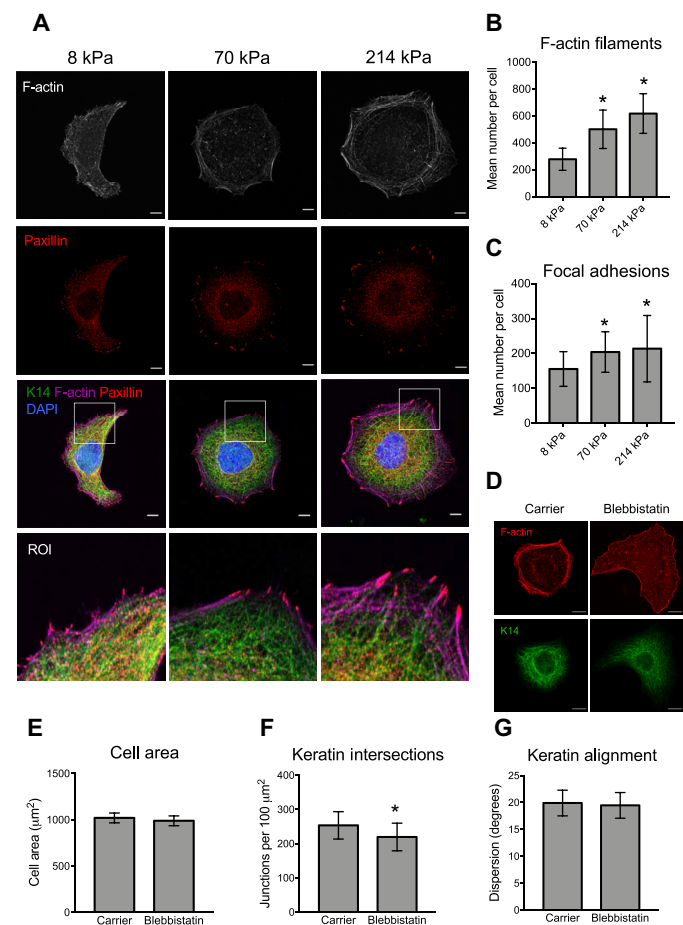 A
8 kPa 70 kPa 214 kPa
F-actin
Paxillin
K14 F-actin Paxillin
DAPI
ROI
B
F-actin filaments
Mean number per cell
1000
800
600
400
200
0
* *
8 kPa 70 kPa 214 kPa
C
Focal adhesions
Mean number per cell
400
300
200
100
0
* *
8 kPa 70 kPa 214 kPa
D
Carrier Blebbistatin
F-actin
K14
E
Cell area
Cell area (μm²)
1500
1000
500
0
Carrier Blebbistatin
F
Keratin intersections
Junctions per 100 μm²
400
300
200
100
0
*
Carrier Blebbistatin
G
Keratin alignment
Dispersion (degrees)
25
20
15
10
5
0
Carrier Blebbistatin